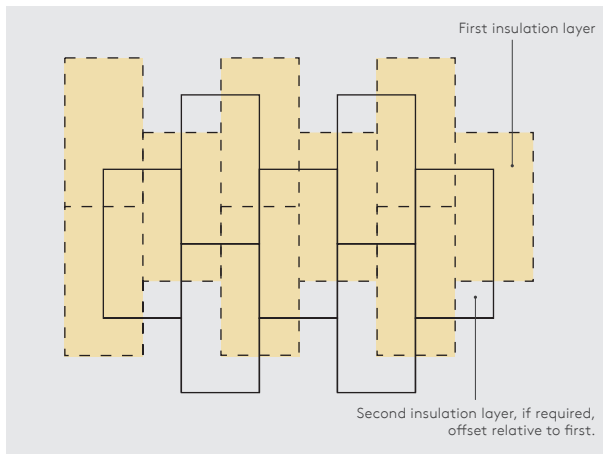 First insulation layer
Second insulation layer, if required,
offset relative to first.